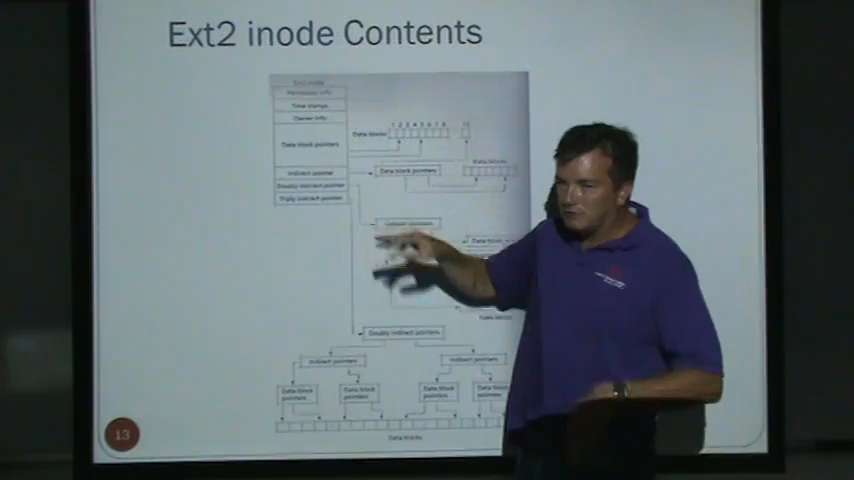 Ext2 inode Contents
Ext2 inode
Permission info
Time stamps
Owner info
Data block pointers
Indirect pointer
Doubly indirect pointer
Triply indirect pointer
Data blocks
1 2 3 4 5 6 7 8
12
Data block pointers
Data blocks
Indirect pointers
Data block
Doubly indirect pointers
Indirect pointers
Indirect pointers
Data block
pointers
Data block
pointers
Data block
pointers
Data block
pointers
Data blocks
13